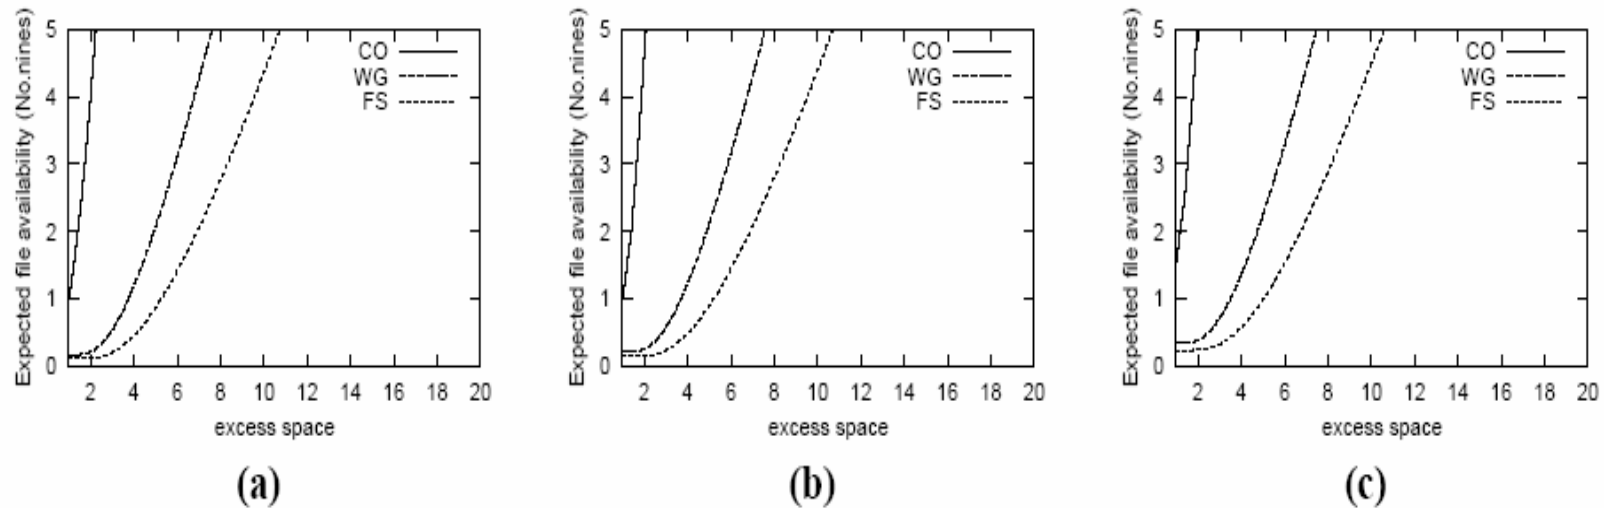 Expected file availability (No.nines)
5
4
3
2
1
0
CO
WG
FS
2 4 6 8 10 12 14 16 18 20
excess space
(a)
Expected file availability (No.nines)
5
4
3
2
1
0
CO
WG
FS
2 4 6 8 10 12 14 16 18 20
excess space
(b)
Expected file availability (No.nines)
5
4
3
2
1
0
CO
WG
FS
2 4 6 8 10 12 14 16 18 20
excess space
(c)